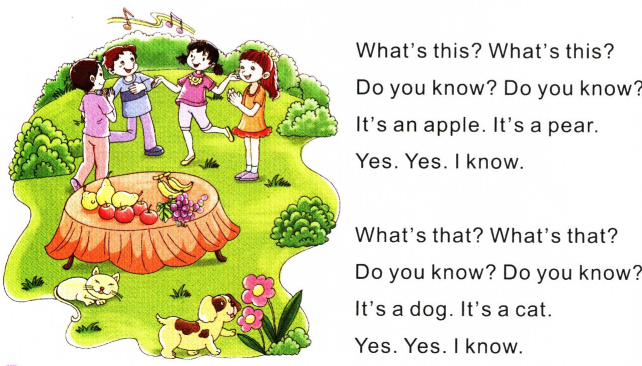 What's this? What's this?
Do you know? Do you know?
It's an apple. It's a pear.
Yes. Yes. I know.
What's that? What's that?
Do you know? Do you know?
It's a dog. It's a cat.
Yes. Yes. I know.